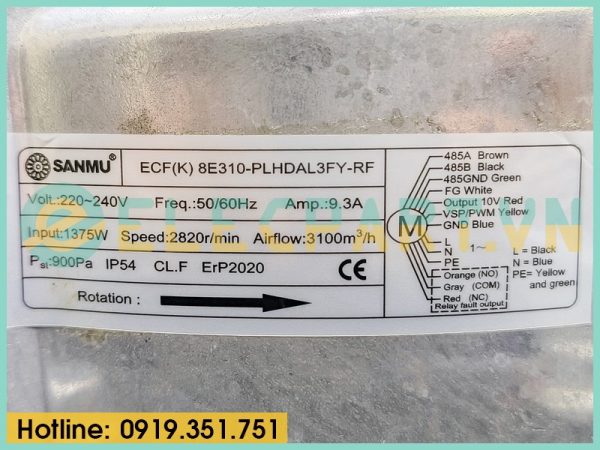 SANMU® ECF(K) 8E310-PLHDAL3FY-RF
Volt.:220~240V Freq.:50/60Hz Amp.:9.3A
Input:1375W Speed:2820r/min Airflow:3100m³/h
Pst:900Pa IP54 CL.F ErP2020 CE
Rotation :
M
485A Brown
485B Black
485GND Green
FG White
Output 10V Red
VSP/PWM Yellow
GND Blue
L
N 1~
PE
L = Black
N = Blue
PE= Yellow
and green
Orange (NO)
Gray (COM)
Red (NC)
Relay fault output
ELECPART.VN
Hotline: 0919.351.751